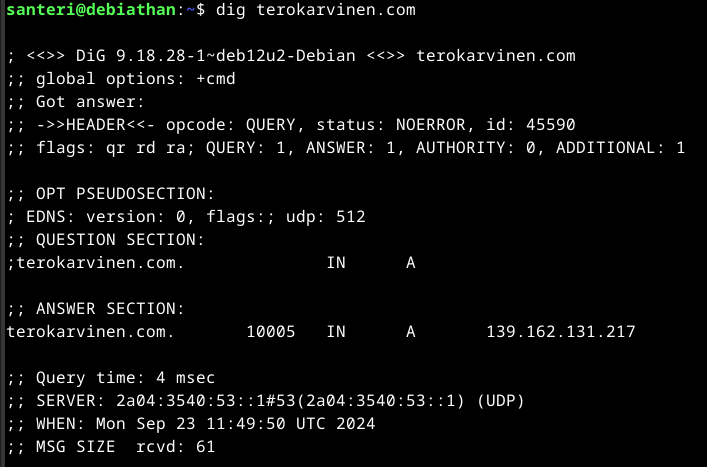 santeri@debiathan:~$ dig terokarvinen.com
; <<>> DiG 9.18.28-1~deb12u2-Debian <<>> terokarvinen.com
;; global options: +cmd
;; Got answer:
;; ->>HEADER<<- opcode: QUERY, status: NOERROR, id: 45590
;; flags: qr rd ra; QUERY: 1, ANSWER: 1, AUTHORITY: 0, ADDITIONAL: 1
;; OPT PSEUDOSECTION:
; EDNS: version: 0, flags:; udp: 512
;; QUESTION SECTION:
;terokarvinen.com. IN A
;; ANSWER SECTION:
terokarvinen.com. 10005 IN A 139.162.131.217
;; Query time: 4 msec
;; SERVER: 2a04:3540:53::1#53(2a04:3540:53::1) (UDP)
;; WHEN: Mon Sep 23 11:49:50 UTC 2024
;; MSG SIZE rcvd: 61